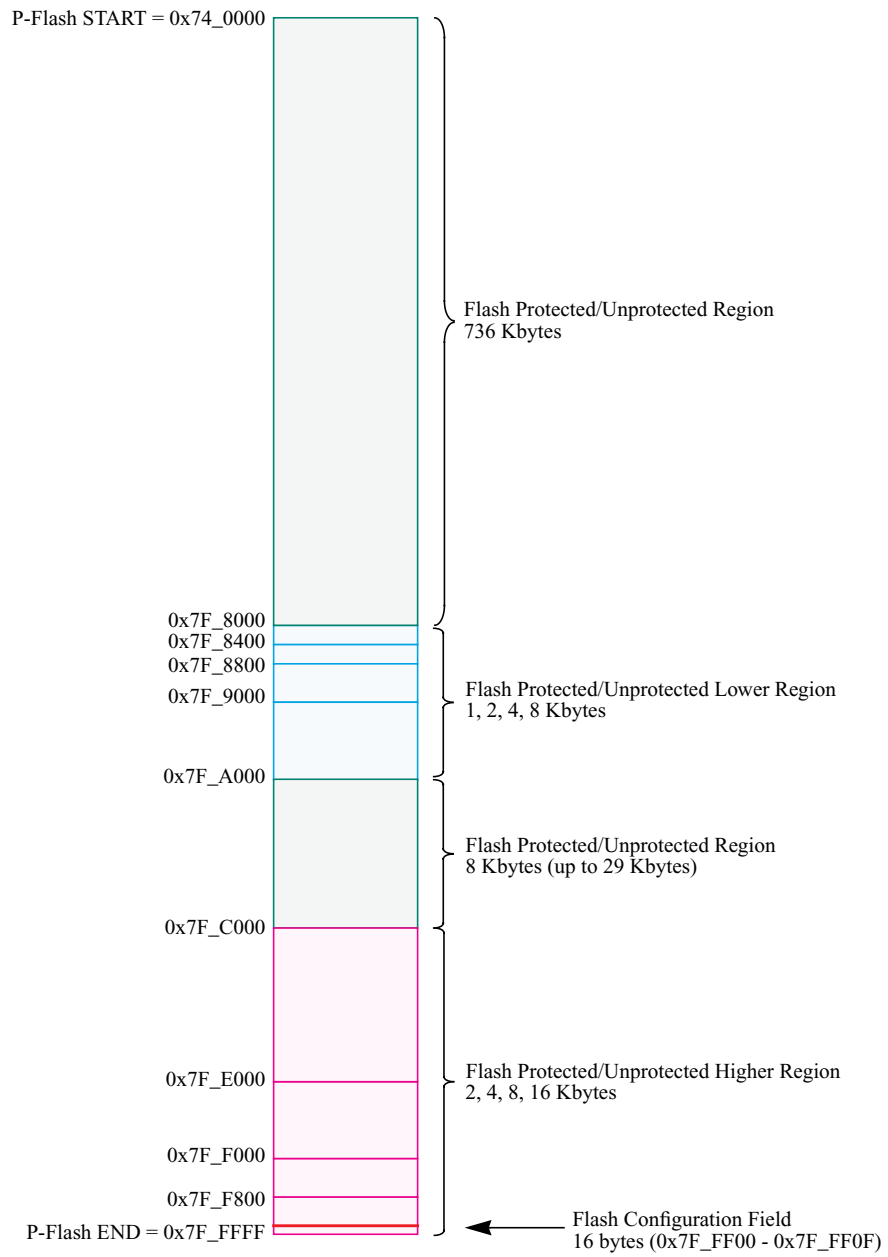 P-Flash START = 0x74_0000
Flash Protected/Unprotected Region
736 Kbytes
0x7F_8000
0x7F_8400
0x7F_8800
0x7F_9000
Flash Protected/Unprotected Lower Region
1, 2, 4, 8 Kbytes
0x7F_A000
Flash Protected/Unprotected Region
8 Kbytes (up to 29 Kbytes)
0x7F_C000
Flash Protected/Unprotected Higher Region
2, 4, 8, 16 Kbytes
0x7F_E000
0x7F_F000
0x7F_F800
P-Flash END = 0x7F_FFFF
Flash Configuration Field
16 bytes (0x7F_FF00 - 0x7F_FF0F)